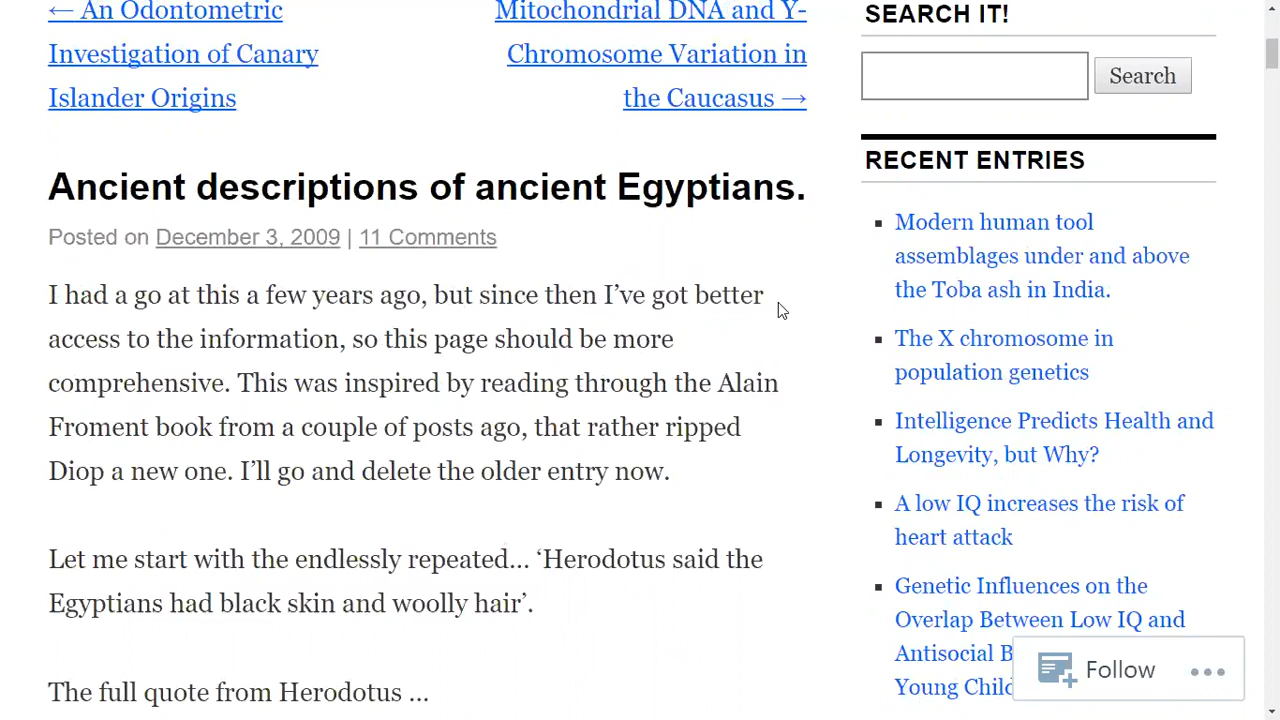 ← An Odontometric
Investigation of Canary
Islander Origins
Mitochondrial DNA and Y-
Chromosome Variation in
the Caucasus →
Ancient descriptions of ancient Egyptians.
Posted on December 3, 2009 | 11 Comments
I had a go at this a few years ago, but since then I’ve got better
access to the information, so this page should be more
comprehensive. This was inspired by reading through the Alain
Froment book from a couple of posts ago, that rather ripped
Diop a new one. I’ll go and delete the older entry now.
Let me start with the endlessly repeated… ‘Herodotus said the
Egyptians had black skin and woolly hair’.
The full quote from Herodotus …
SEARCH IT!
Search
RECENT ENTRIES
Modern human tool
assemblages under and above
the Toba ash in India.
The X chromosome in
population genetics
Intelligence Predicts Health and
Longevity, but Why?
A low IQ increases the risk of
heart attack
Genetic Influences on the
Overlap Between Low IQ and
Antisocial B
Young Chil
Follow